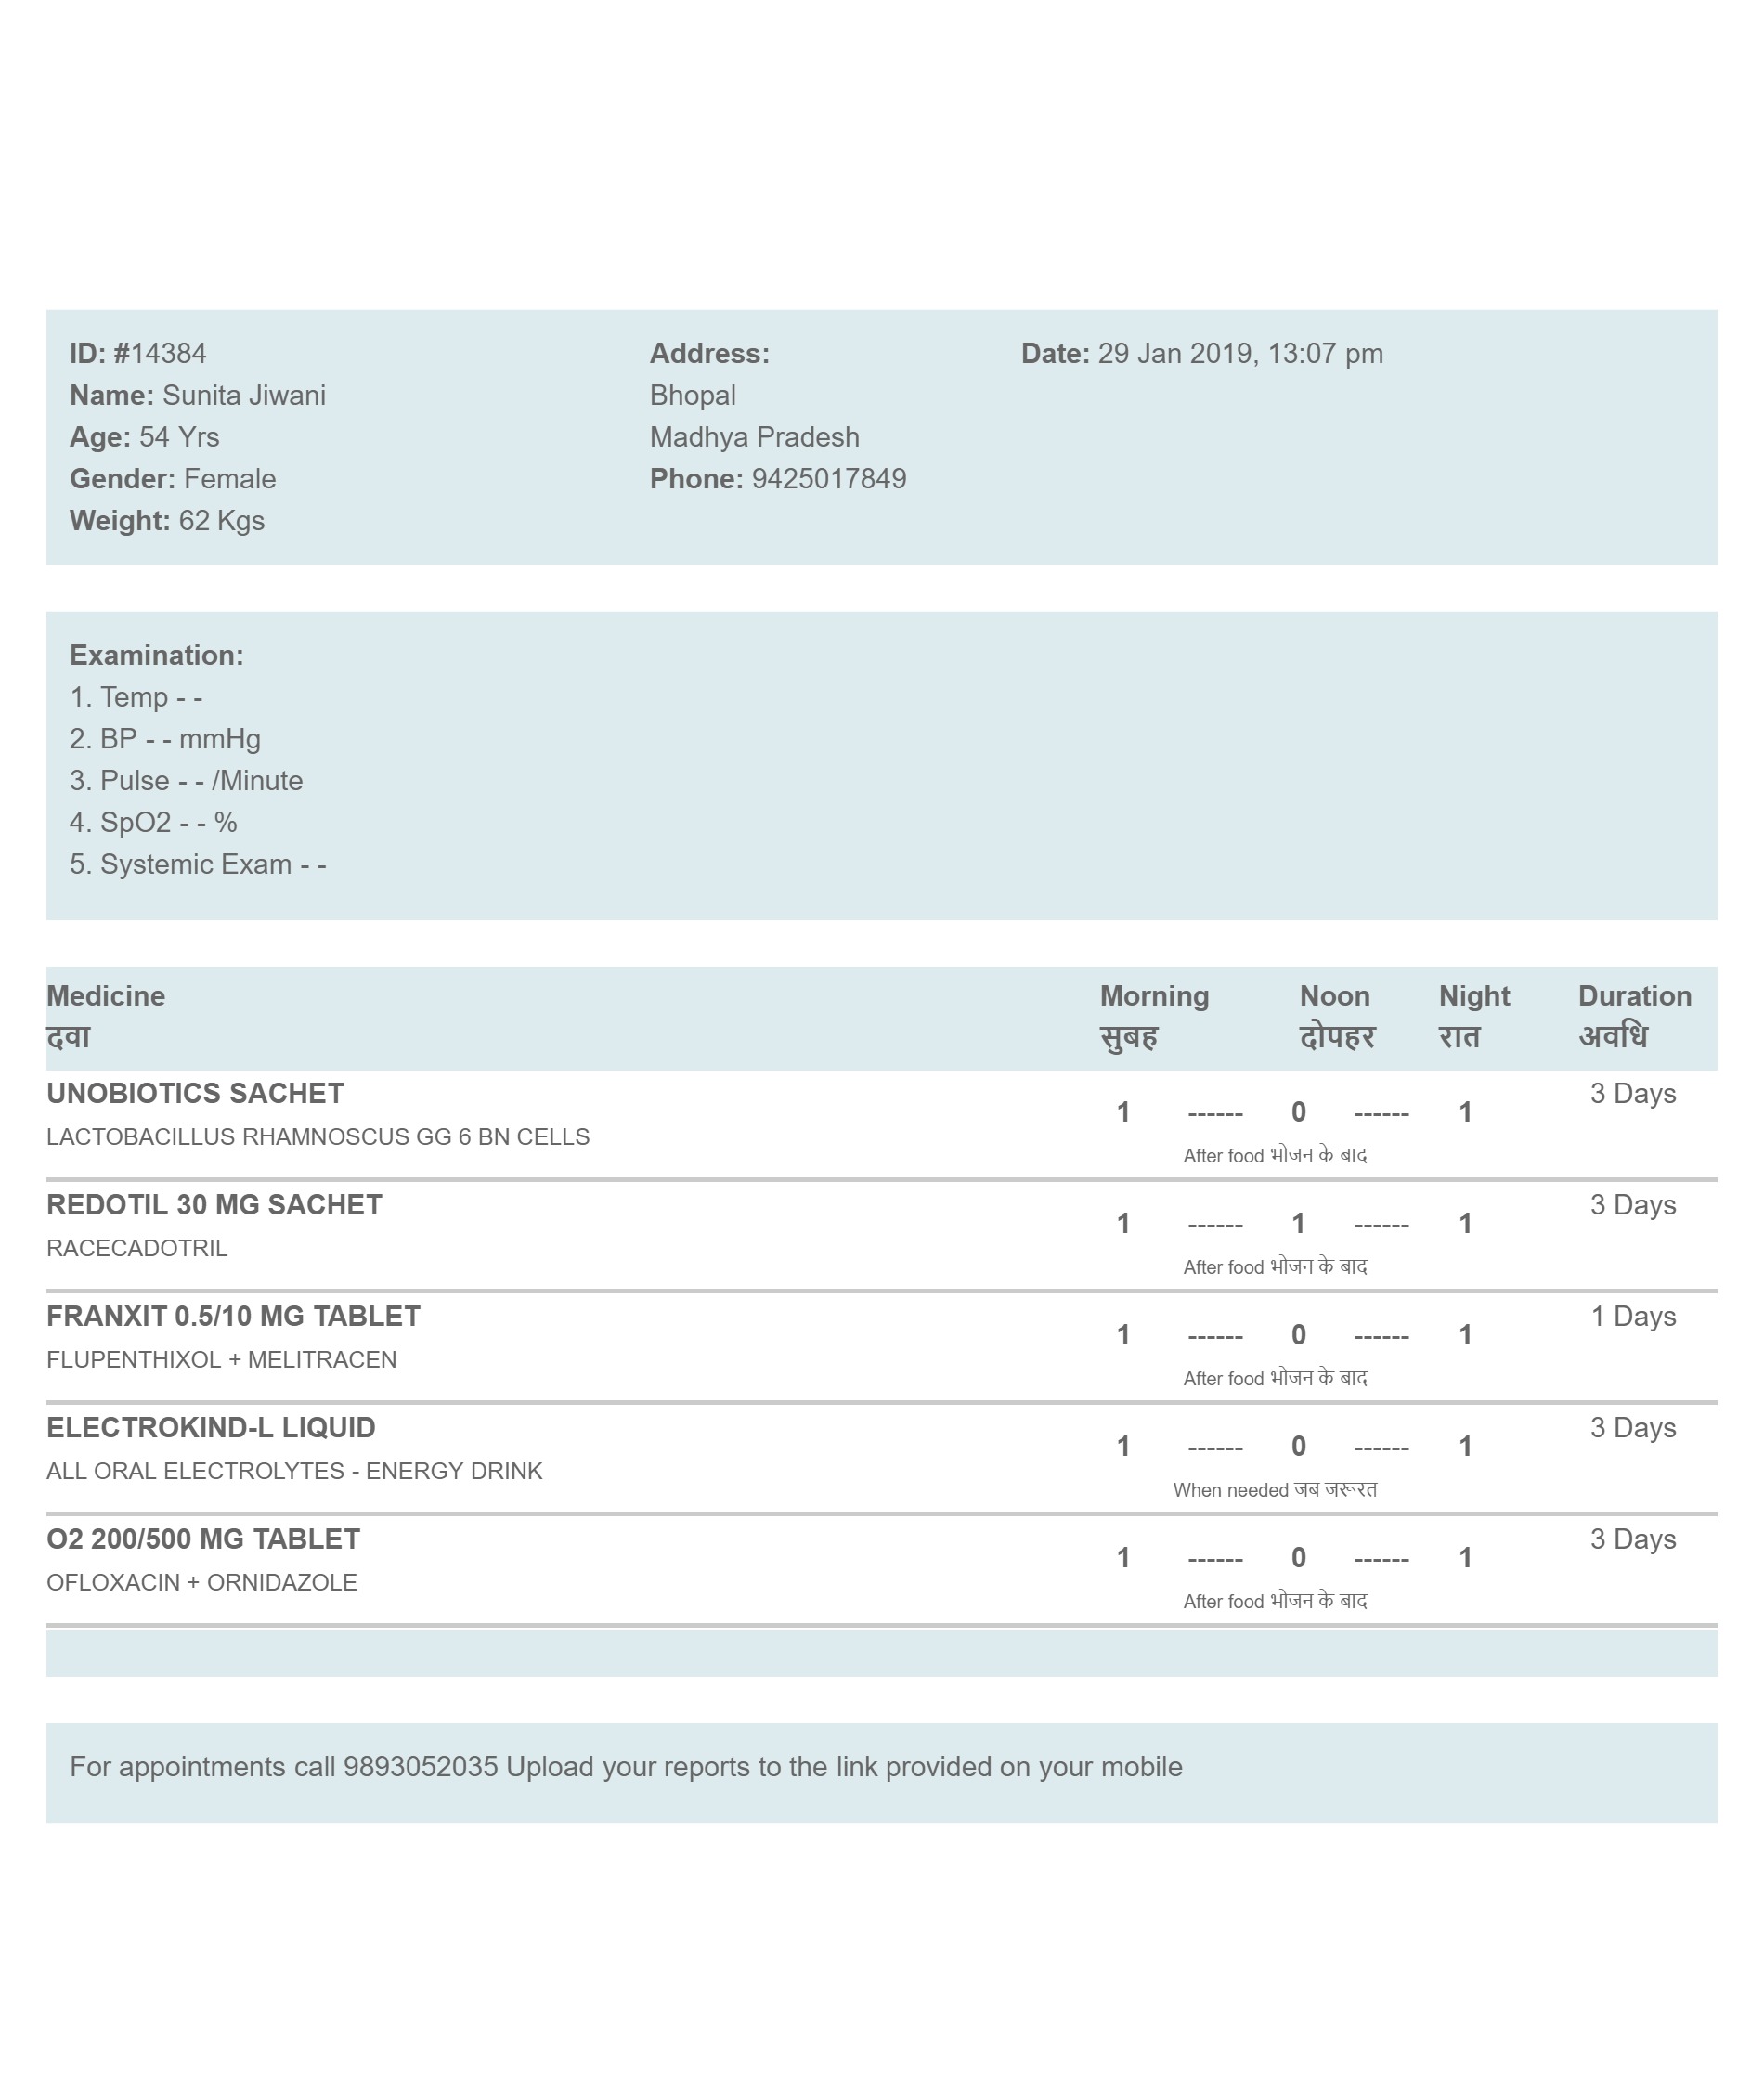 ID: #14384
Name: Sunita Jiwani
Age: 54 Yrs
Gender: Female
Weight: 62 Kgs
Address:
Bhopal
Madhya Pradesh
Phone: 9425017849
Date: 29 Jan 2019, 13:07 pm
Examination:
1. Temp - -
2. BP - - mmHg
3. Pulse - - /Minute
4. SpO2 - - %
5. Systemic Exam - -
Medicine Morning Noon Night Duration
दवा सुबह दोपहर रात अवधि
UNOBIOTICS SACHET 3 Days
1 ------ 0 ------ 1
LACTOBACILLUS RHAMNOSCUS GG 6 BN CELLS
After food भोजन के बाद
REDOTIL 30 MG SACHET 3 Days
1 ------ 1 ------ 1
RACECADOTRIL
After food भोजन के बाद
FRANXIT 0.5/10 MG TABLET 1 Days
1 ------ 0 ------ 1
FLUPENTHIXOL + MELITRACEN
After food भोजन के बाद
ELECTROKIND-L LIQUID 3 Days
1 ------ 0 ------ 1
ALL ORAL ELECTROLYTES - ENERGY DRINK
When needed जब जरूरत
O2 200/500 MG TABLET 3 Days
1 ------ 0 ------ 1
OFLOXACIN + ORNIDAZOLE
After food भोजन के बाद
For appointments call 9893052035 Upload your reports to the link provided on your mobile